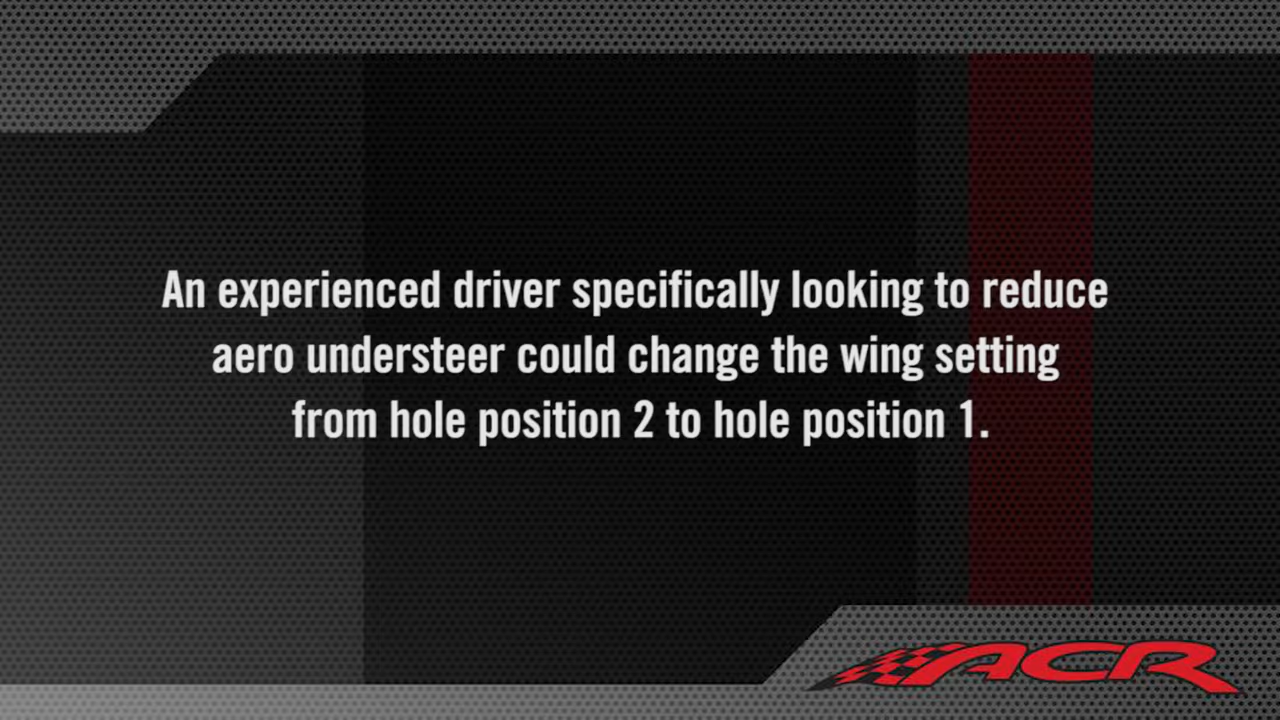 An experienced driver specifically looking to reduce
aero understeer could change the wing setting
from hole position 2 to hole position 1.
ACR